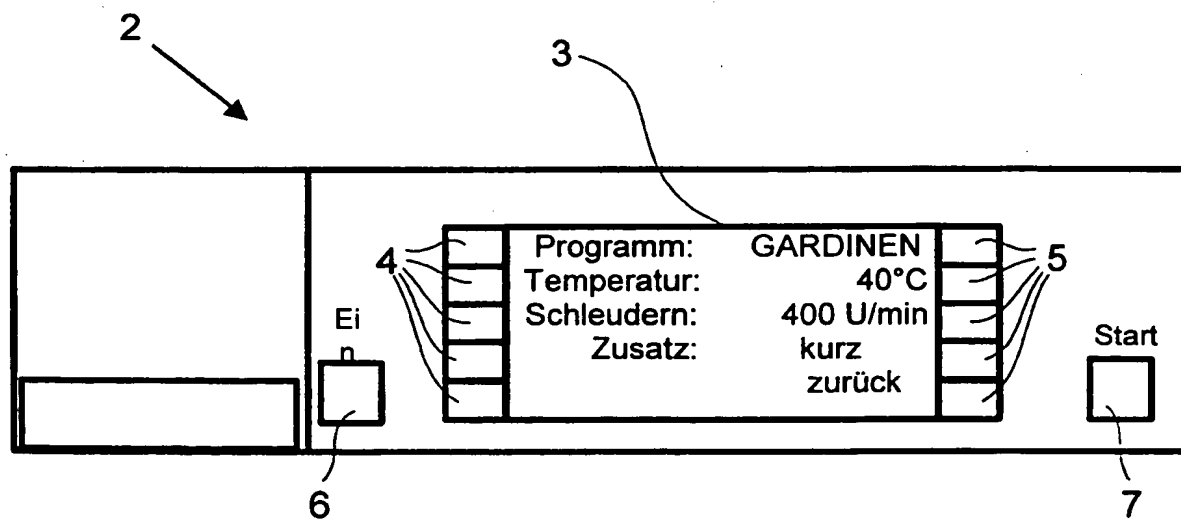 2
3
4
Programm: GARDINEN
Temperatur: 40°C
Schleudern: 400 U/min
Zusatz: kurz
zurück
5
Ei
n
Start
6
7